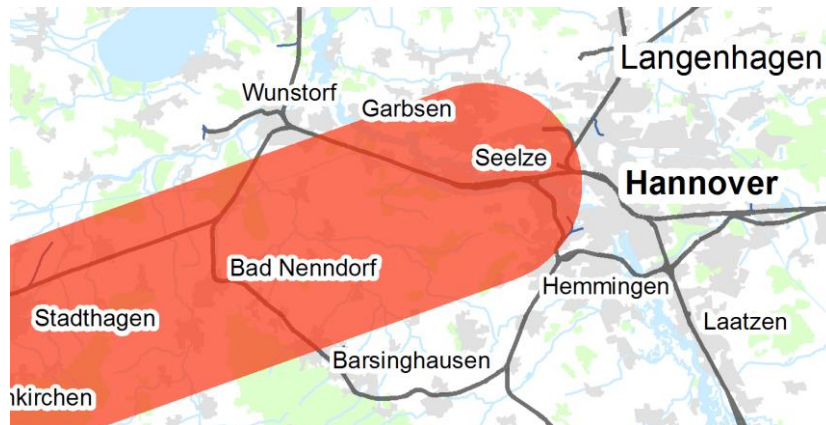 Langenhagen
Wunstorf
Garbsen
Seelze
Hannover
Bad Nenndorf
Hemmingen
Stadthagen
Laatzen
Barsinghausen
nkirchen